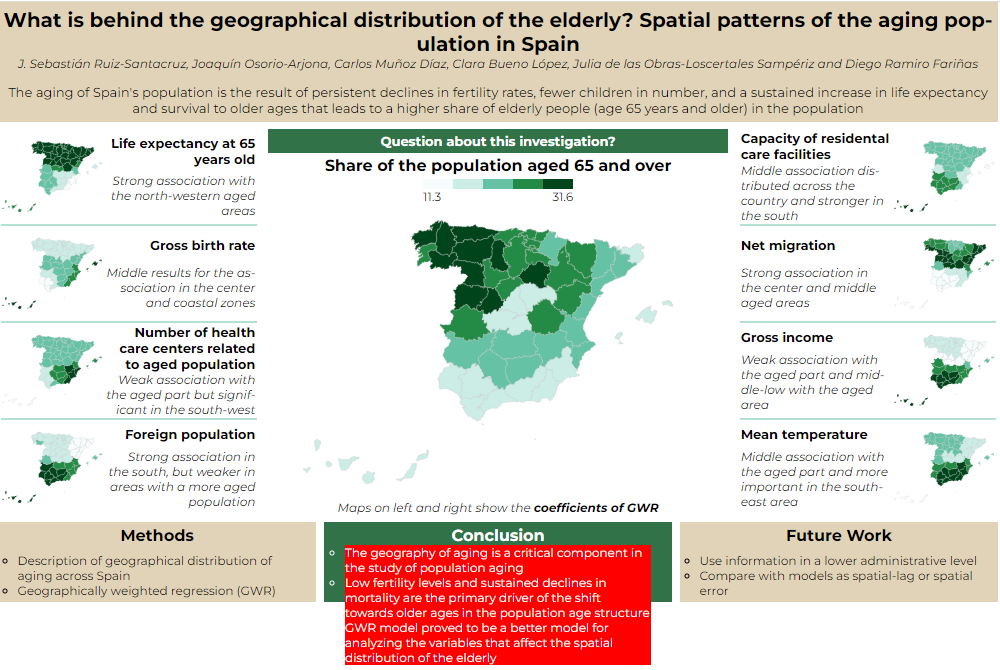 What is behind the geographical distribution of the elderly? Spatial patterns of the aging pop-
ulation in Spain
J. Sebastián Ruiz-Santacruz, Joaquín Osorio-Arjona, Carlos Muñoz Díaz, Clara Bueno López, Julia de las Obras-Loscertales Sampériz and Diego Ramiro Fariñas
The aging of Spain's population is the result of persistent declines in fertility rates, fewer children in number, and a sustained increase in life expectancy
and survival to older ages that leads to a higher share of elderly people (age 65 years and older) in the population
Life expectancy at 65
years old
Strong association with
the north-western aged
areas
Gross birth rate
Middle results for the as-
sociation in the center
and coastal zones
Number of health
care centers related
to aged population
Weak association with
the aged part but signif-
icant in the south-west
Foreign population
Strong association in
the south, but weaker in
areas with a more aged
population
Question about this investigation?
Share of the population aged 65 and over
11.3 31.6
Maps on left and right show the coefficients of GWR
Capacity of residental
care facilities
Middle association dis-
tributed across the
country and stronger in
the south
Net migration
Strong association in
the center and middle
aged areas
Gross income
Weak association with
the aged part and mid-
dle-low with the aged
area
Mean temperature
Middle association with
the aged part and more
important in the south-
east area
Methods
Description of geographical distribution of
aging across Spain
Geographically weighted regression (GWR)
Conclusion
The geography of aging is a critical component in
the study of population aging
Low fertility levels and sustained declines in
mortality are the primary driver of the shift
towards older ages in the population age structure
GWR model proved to be a better model for
analyzing the variables that affect the spatial
distribution of the elderly
Future Work
Use information in a lower administrative level
Compare with models as spatial-lag or spatial
error